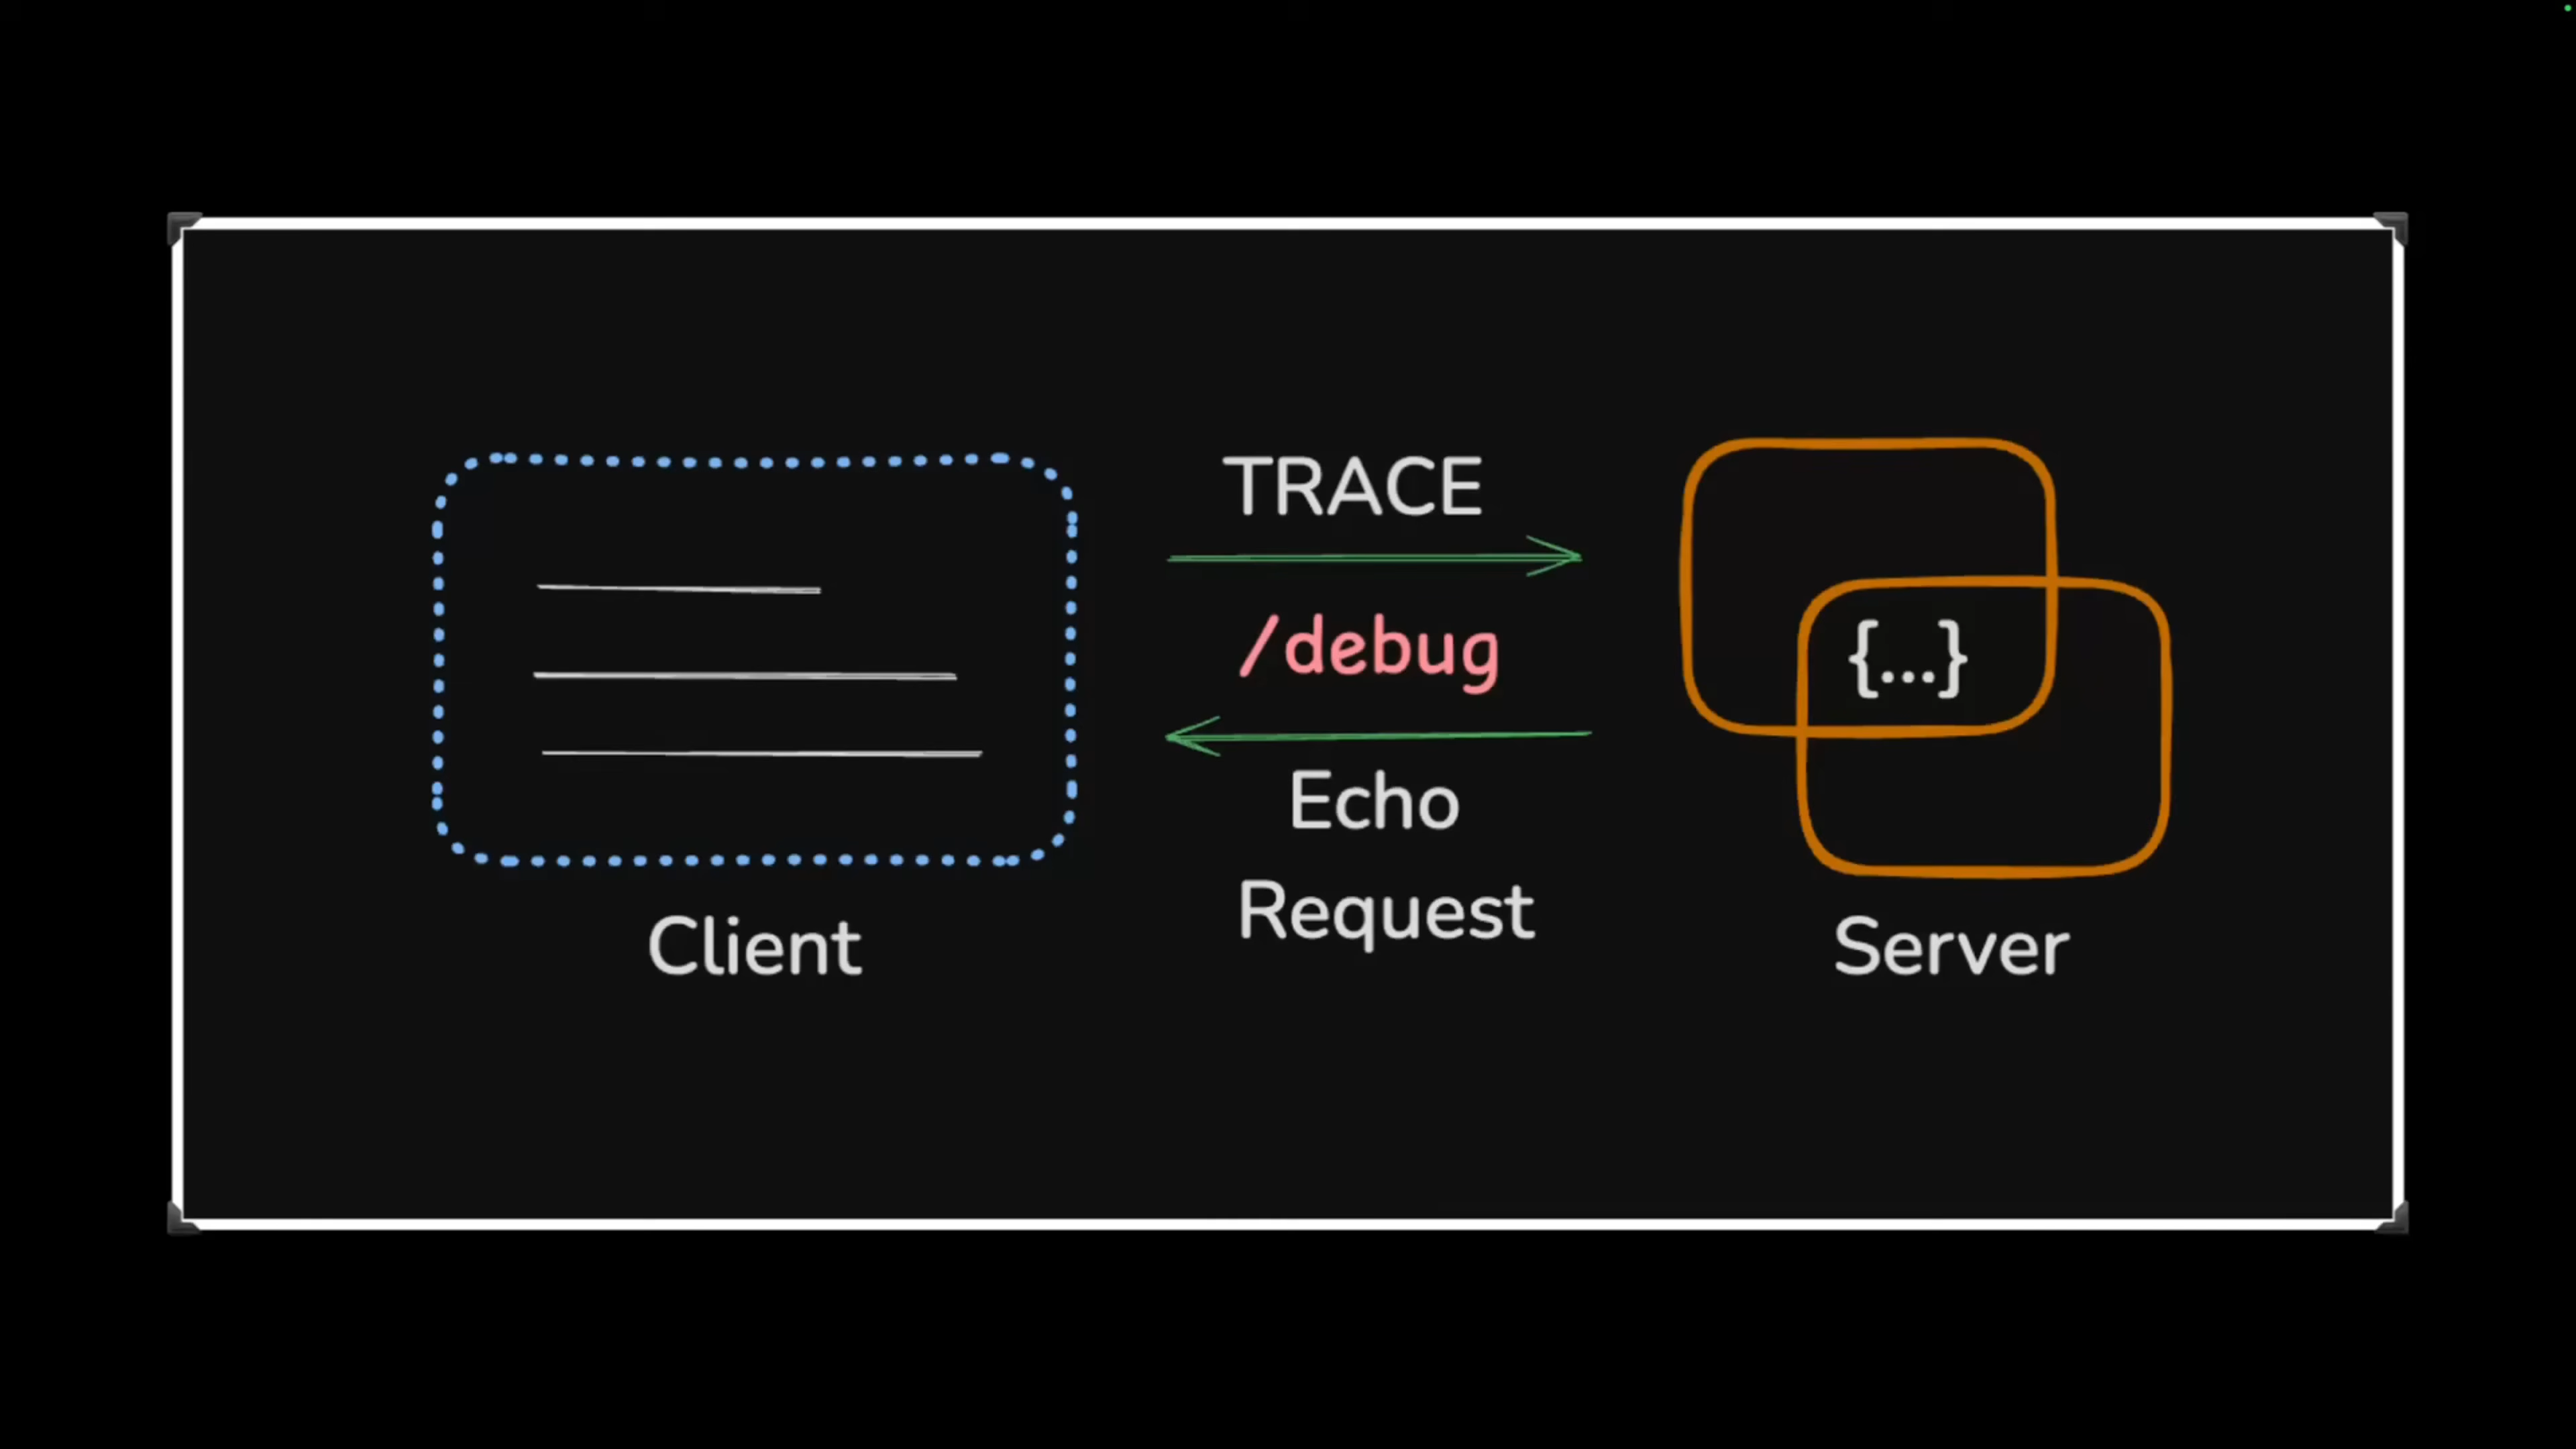 TRACE
/debug
{...}
Echo
Request
Client
Server